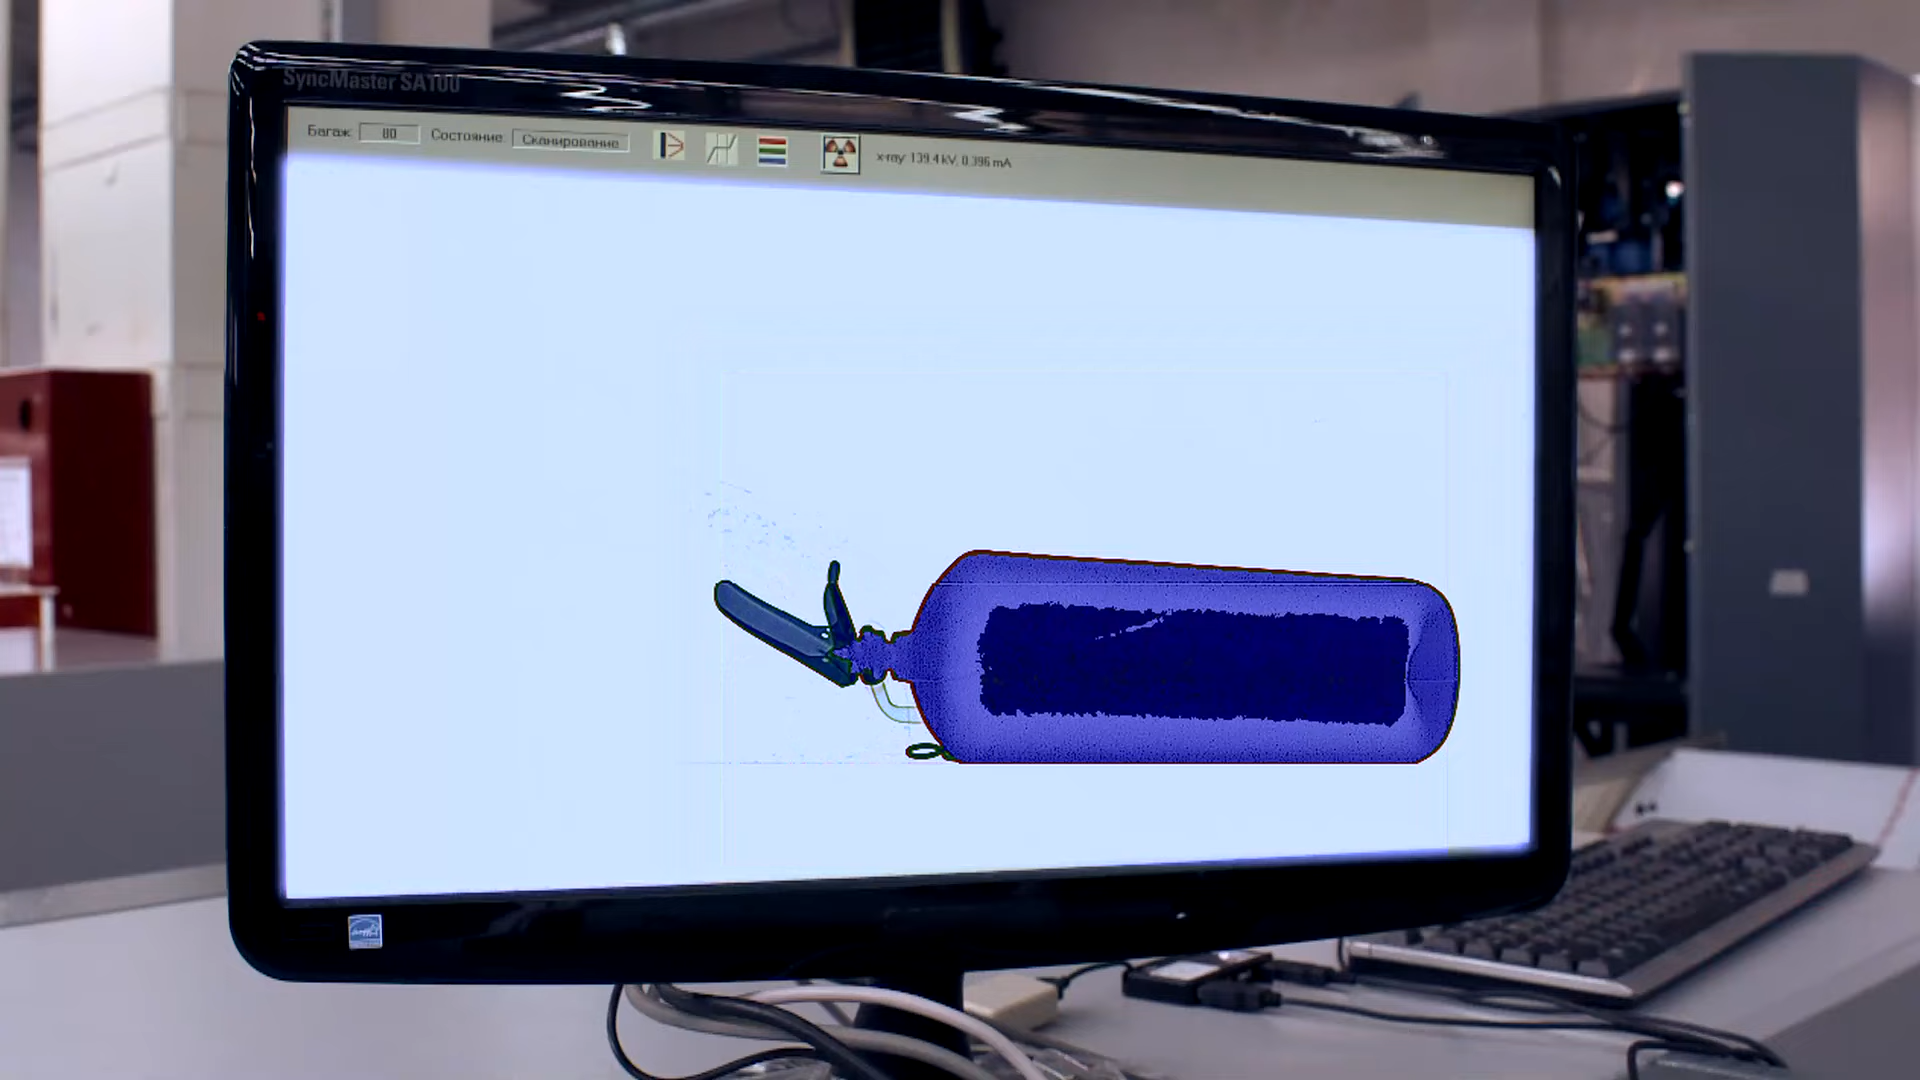 SyncMaster SA100
Багаж: 80 Состояние: Сканирование x-ray: 139.4 kV, 0.396 mA